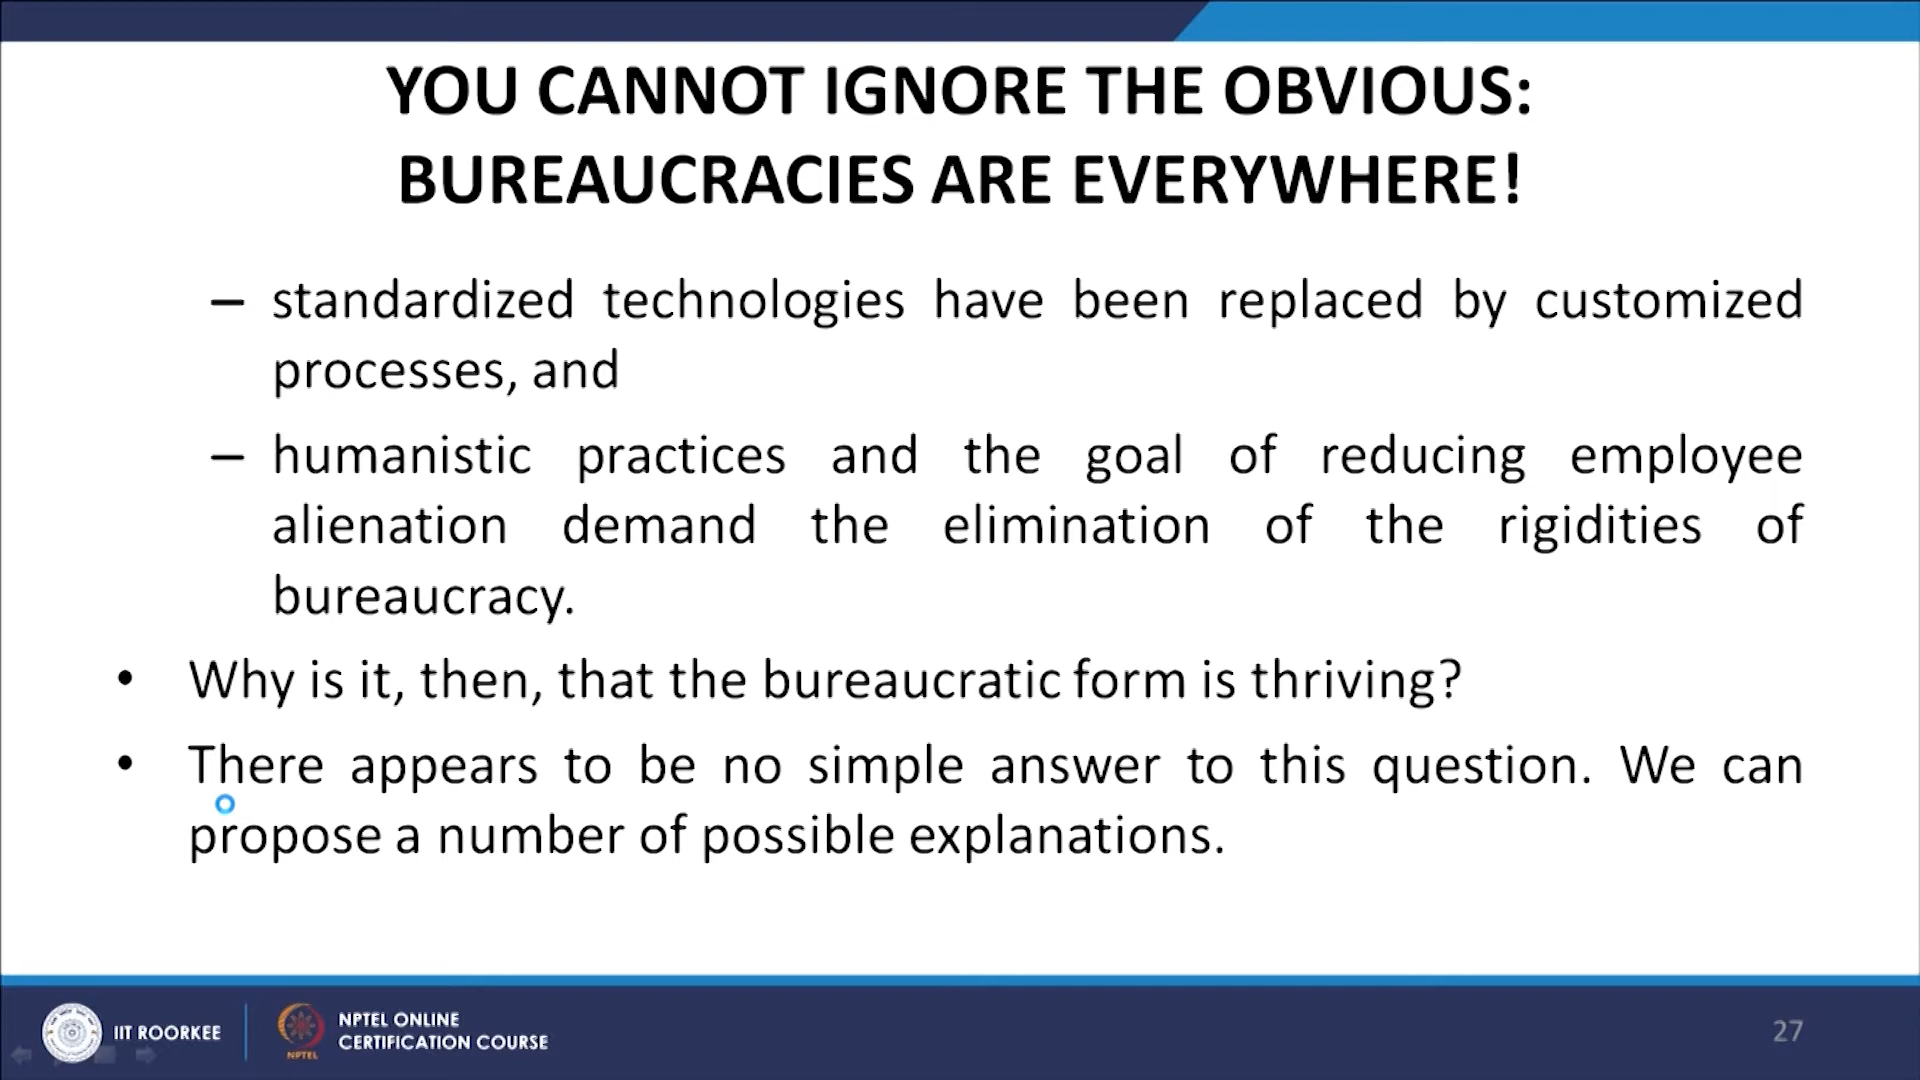 YOU CANNOT IGNORE THE OBVIOUS:
BUREAUCRACIES ARE EVERYWHERE!
– standardized technologies have been replaced by customized
processes, and
– humanistic practices and the goal of reducing employee
alienation demand the elimination of the rigidities of
bureaucracy.
• Why is it, then, that the bureaucratic form is thriving?
• There appears to be no simple answer to this question. We can
propose a number of possible explanations.
IIT ROORKEE
NPTEL
NPTEL ONLINE
CERTIFICATION COURSE
27